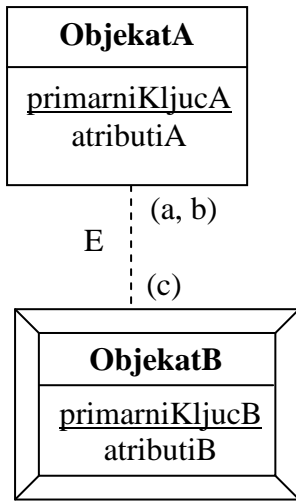 ObjekatA
primarniKljucA
atributiA
(a, b)
E
(c)
ObjekatB
primarniKljucB
atributiB